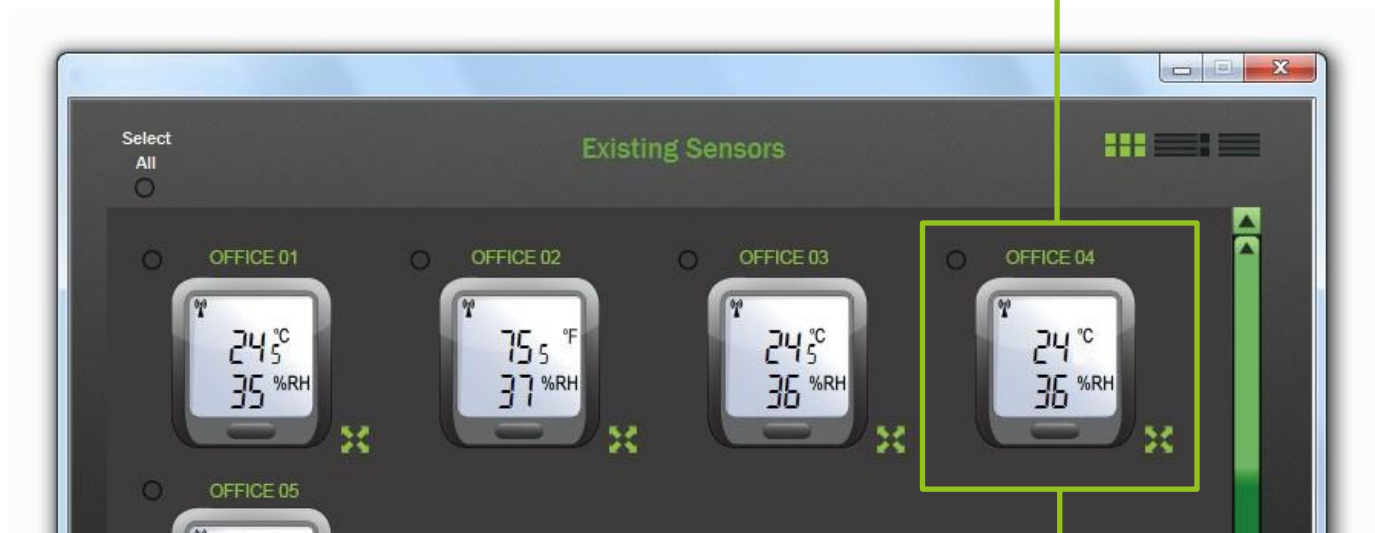 Select
All
Existing Sensors
OFFICE 01
OFFICE 02
OFFICE 03
OFFICE 04
24 5 °C
35 %RH
75 5 °F
37 %RH
24 5 °C
36 %RH
24 °C
36 %RH
OFFICE 05